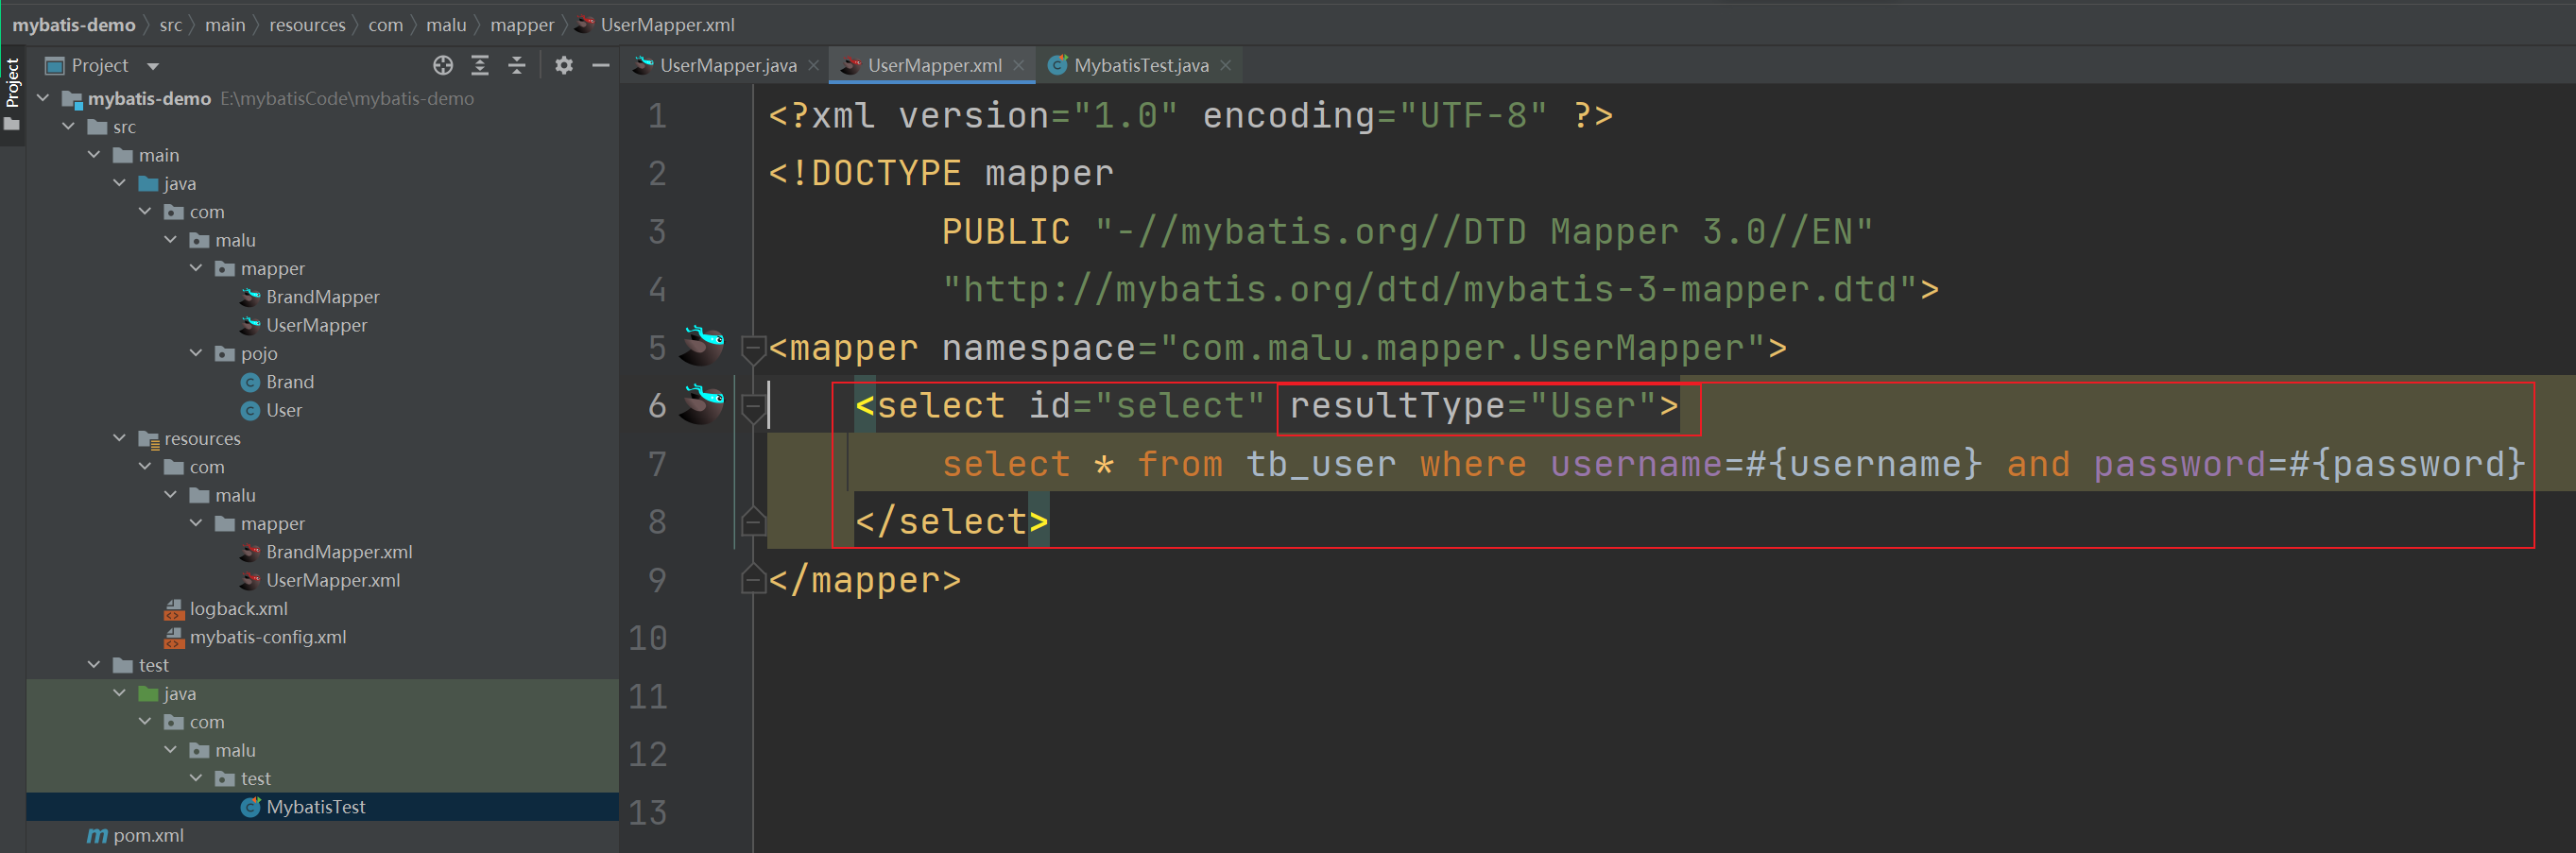 mybatis-demo src main resources com malu mapper UserMapper.xml
Project
Project
mybatis-demo E:\mybatisCode\mybatis-demo
src
main
java
com
malu
mapper
BrandMapper
UserMapper
pojo
Brand
User
resources
com
malu
mapper
BrandMapper.xml
UserMapper.xml
logback.xml
mybatis-config.xml
test
java
com
malu
test
MybatisTest
pom.xml
UserMapper.java UserMapper.xml MybatisTest.java
1 <?xml version="1.0" encoding="UTF-8" ?>
2 <!DOCTYPE mapper
3 PUBLIC "-//mybatis.org//DTD Mapper 3.0//EN"
4 "http://mybatis.org/dtd/mybatis-3-mapper.dtd">
5 <mapper namespace="com.malu.mapper.UserMapper">
6 <select id="select" resultType="User">
7 select * from tb_user where username=#{username} and password=#{password}
8 </select>
9 </mapper>
10
11
12
13